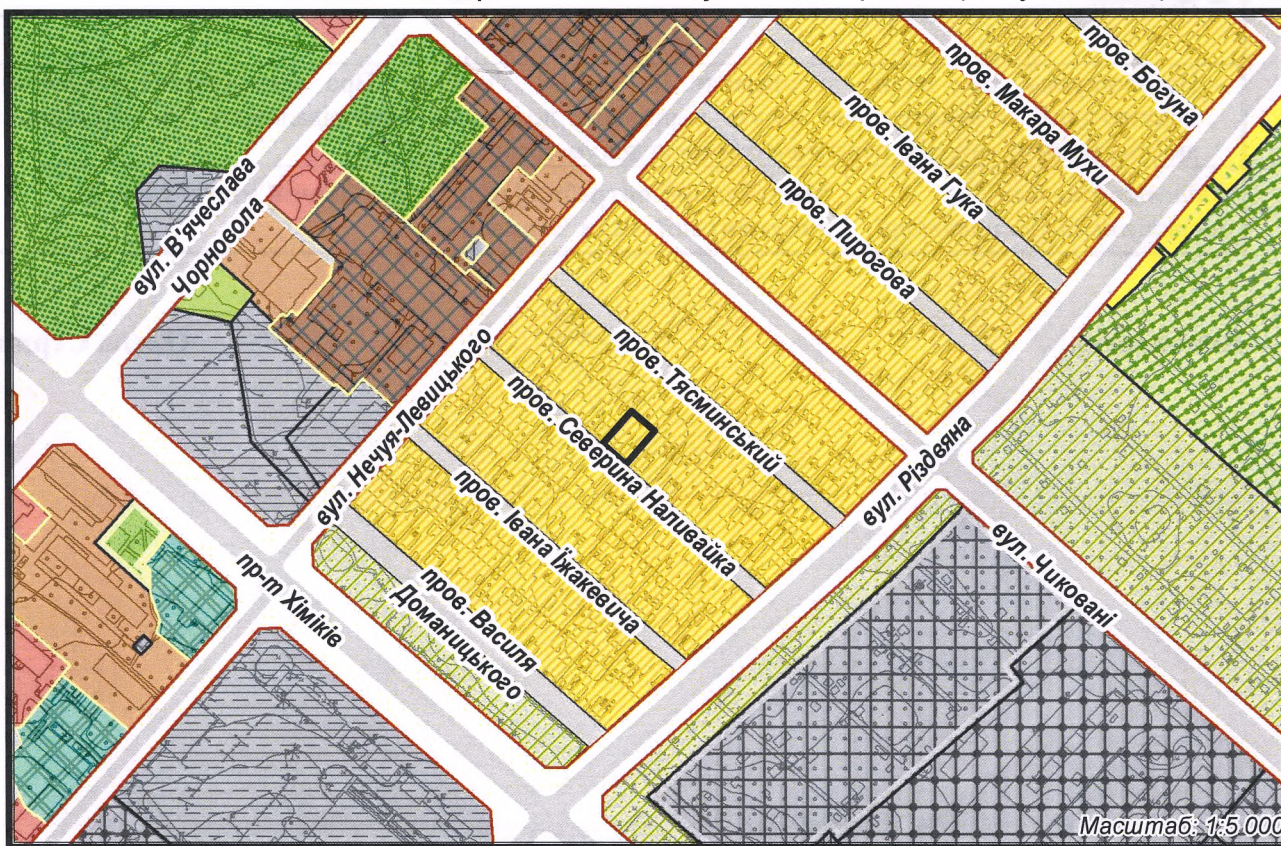 пров. Богуна
пров. Макара Мухи
пров. Івана Гука
пров. Пирогова
вул. В'ячеслава
Чорновола
вул. Нечуя-Левицького
пров. Тясминський
пров. Северина Наливайка
пров. Івана Їжакевича
пров. Василя
Доманицького
вул. Різдвяна
вул. Чиковані
пр-т Хіміків
Масштаб: 1:5 000